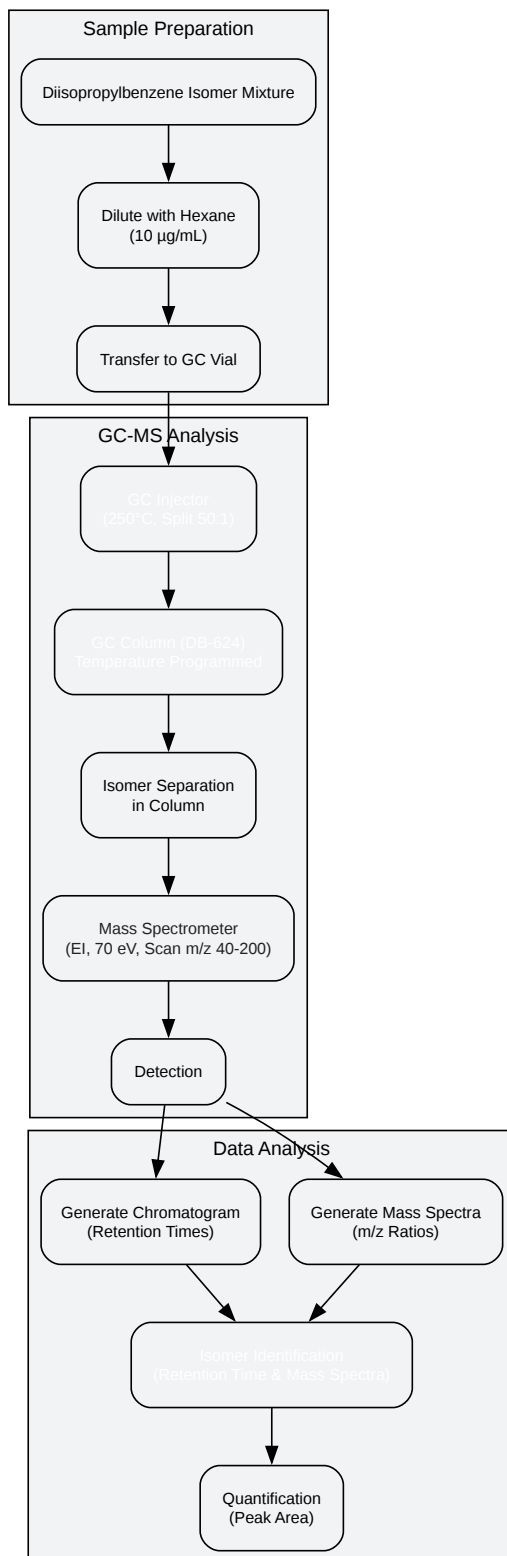 Sample Preparation
Diisopropylbenzene Isomer Mixture
Dilute with Hexane
(10 µg/mL)
Transfer to GC Vial
GC-MS Analysis
GC Injector
(250°C, Split 50:1)
GC Column (DB-624)
Temperature Programmed
Isomer Separation
in Column
Mass Spectrometer
(EI, 70 eV, Scan m/z 40-200)
Detection
Data Analysis
Generate Chromatogram
(Retention Times)
Generate Mass Spectra
(m/z Ratios)
Isomer Identification
(Retention Time & Mass Spectra)
Quantification
(Peak Area)